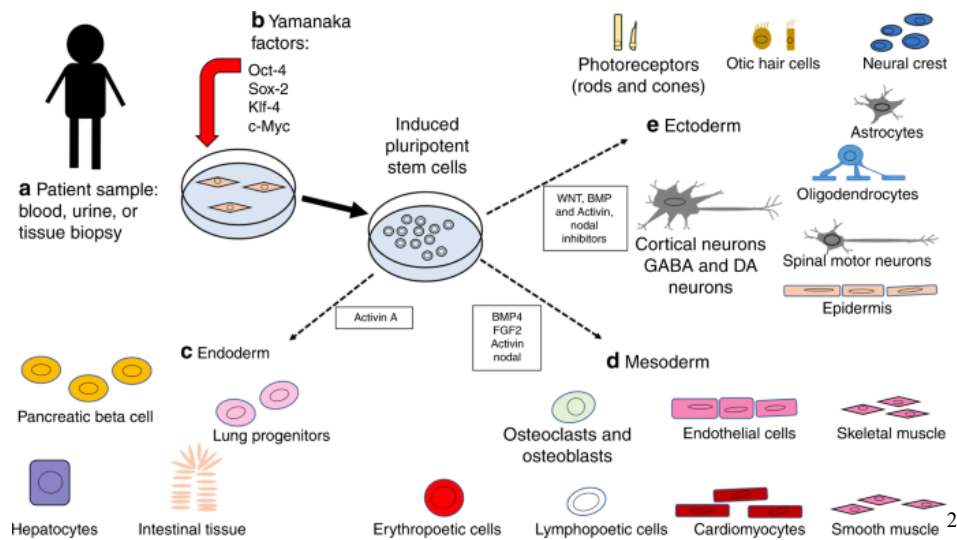 a Patient sample:
blood, urine, or
tissue biopsy
b Yamanaka
factors:
Oct-4
Sox-2
Klf-4
c-Myc
Induced
pluripotent
stem cells
Activin A
c Endoderm
Pancreatic beta cell
Lung progenitors
Hepatocytes
Intestinal tissue
BMP4
FGF2
Activin
nodal
d Mesoderm
Osteoclasts and
osteoblasts
Endothelial cells
Skeletal muscle
Erythropoetic cells
Lymphopoetic cells
Cardiomyocytes
Smooth muscle
2
WNT, BMP
and Activin,
nodal
inhibitors
e Ectoderm
Photoreceptors
(rods and cones)
Otic hair cells
Neural crest
Astrocytes
Oligodendrocytes
Cortical neurons
GABA and DA
neurons
Spinal motor neurons
Epidermis